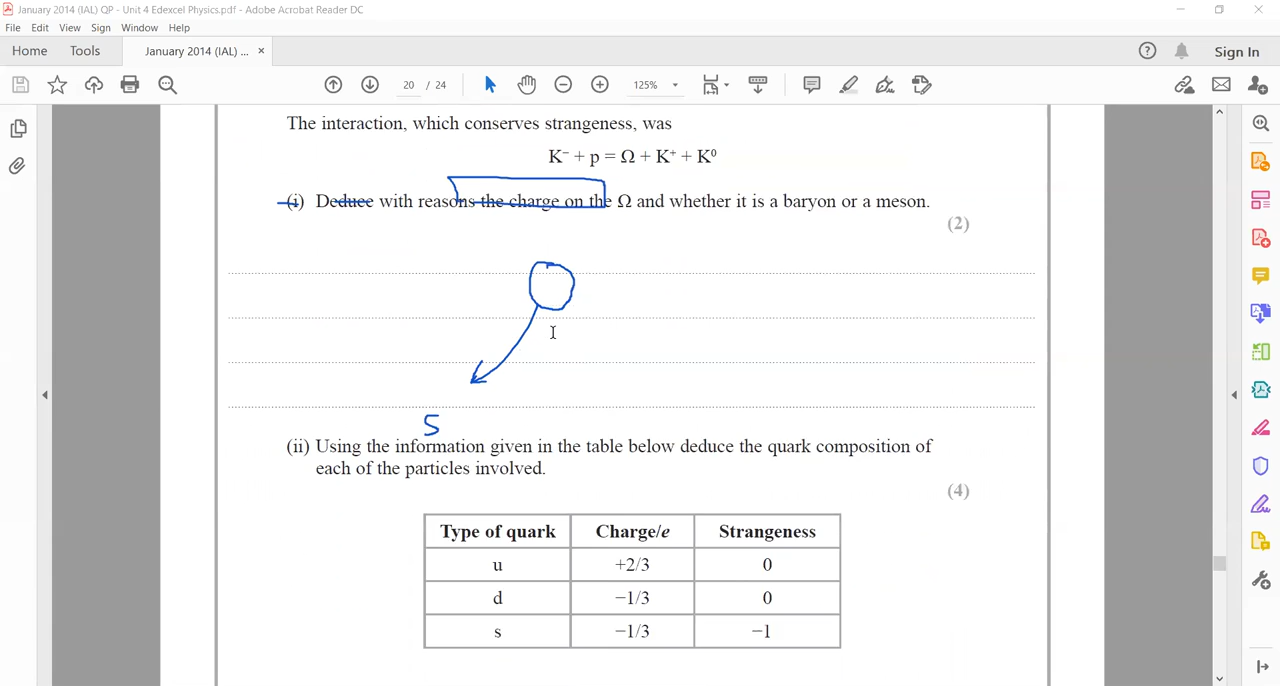 January 2014 (IAL) QP - Unit 4 Edexcel Physics.pdf - Adobe Acrobat Reader DC
File Edit View Sign Window Help
Home Tools January 2014 (IAL) ... × Sign In
20 / 24 125%
The interaction, which conserves strangeness, was
K⁻ + p = Ω + K⁺ + K⁰
(i) Deduce with reasons the charge on the Ω and whether it is a baryon or a meson.
(2)
S
(ii) Using the information given in the table below deduce the quark composition of
each of the particles involved.
(4)
Type of quark Charge/e Strangeness
u +2/3 0
d −1/3 0
s −1/3 −1